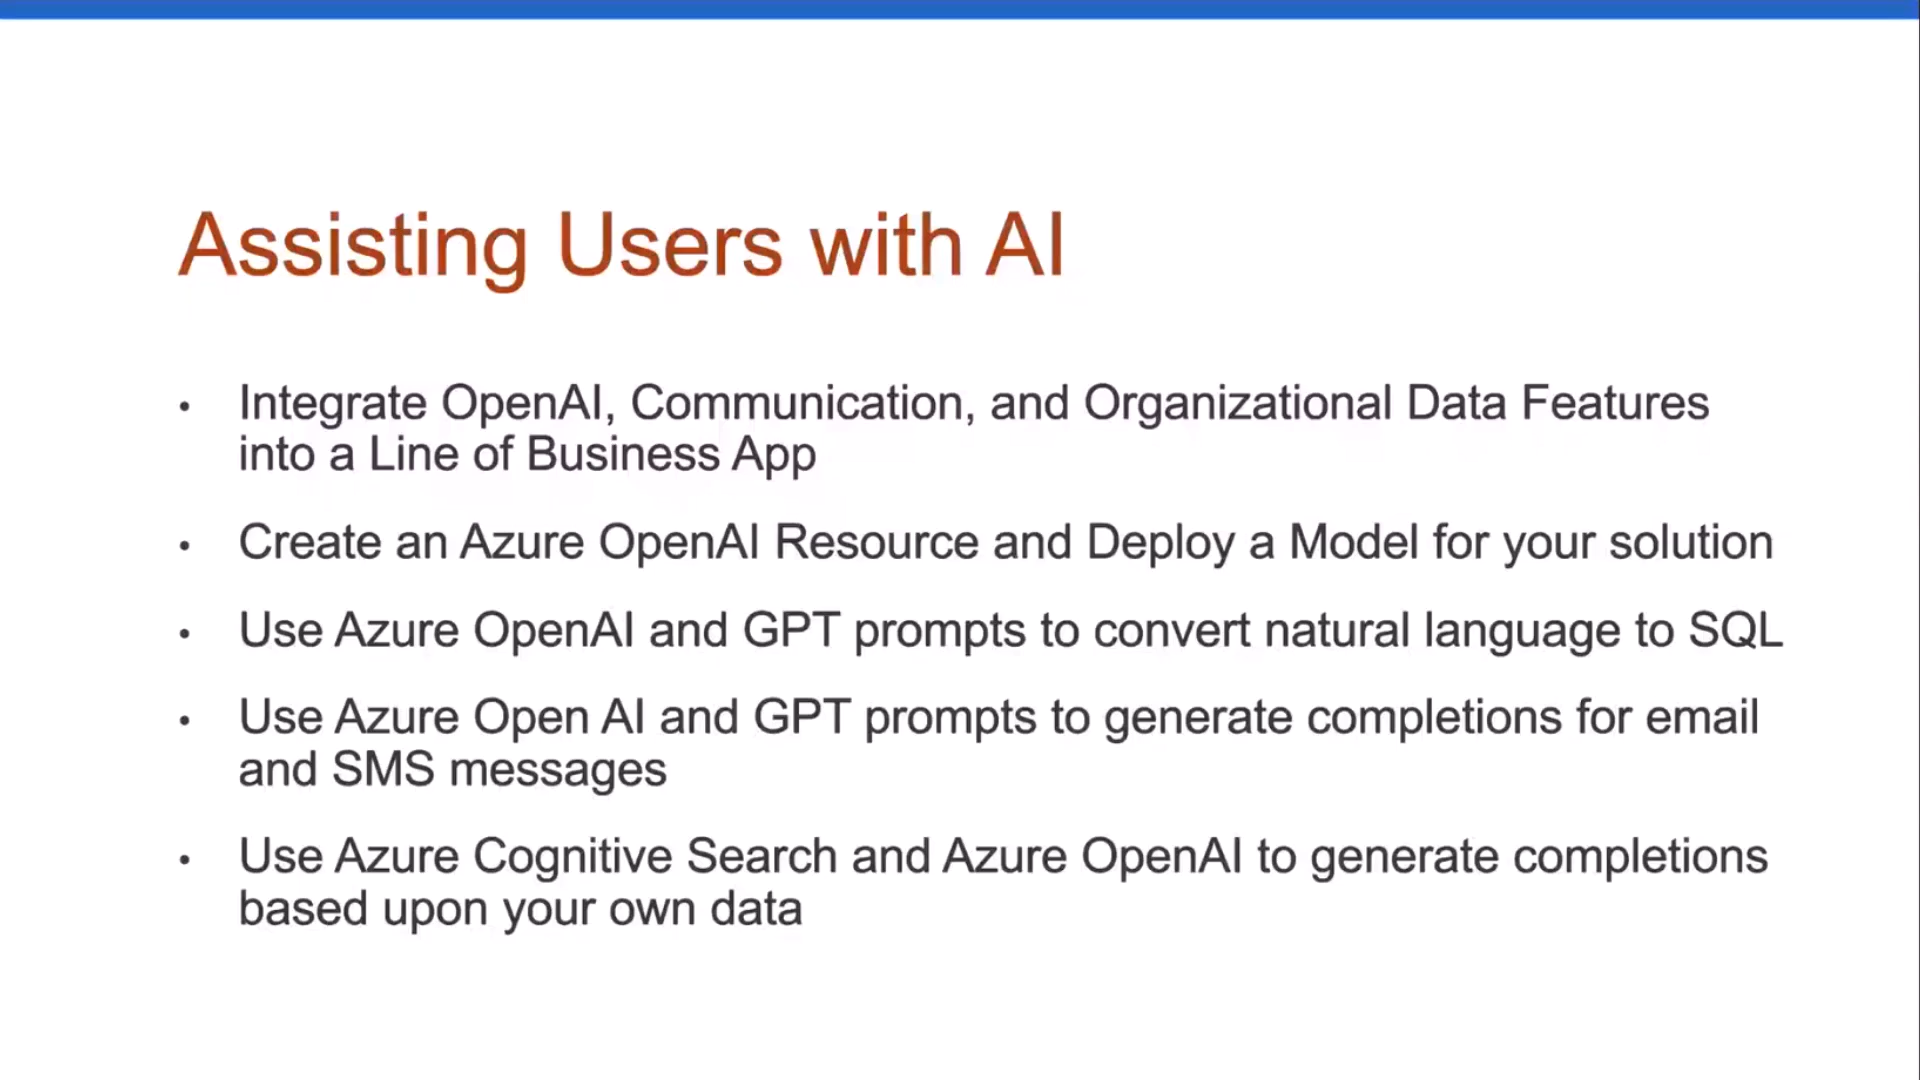 Assisting Users with AI
• Integrate OpenAI, Communication, and Organizational Data Features
into a Line of Business App
• Create an Azure OpenAI Resource and Deploy a Model for your solution
• Use Azure OpenAI and GPT prompts to convert natural language to SQL
• Use Azure Open AI and GPT prompts to generate completions for email
and SMS messages
• Use Azure Cognitive Search and Azure OpenAI to generate completions
based upon your own data